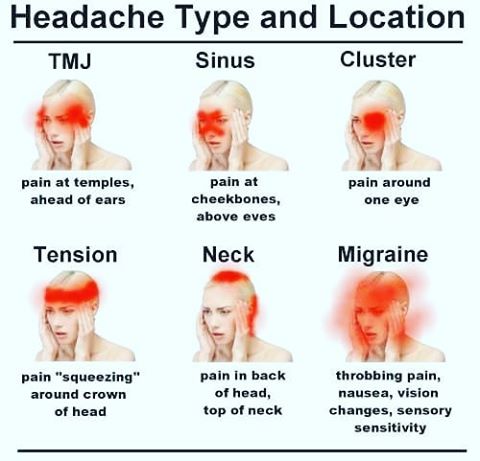 Headache Type and Location
TMJ
pain at temples,
ahead of ears
Sinus
pain at
cheekbones,
above eyes
Cluster
pain around
one eye
Tension
pain "squeezing"
around crown
of head
Neck
pain in back
of head,
top of neck
Migraine
throbbing pain,
nausea, vision
changes, sensory
sensitivity